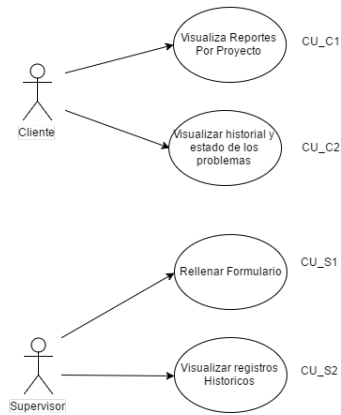 Visualiza Reportes
Por Proyecto
CU_C1
Cliente
Visualizar historial y
estado de los
problemas
CU_C2
Rellenar Formulario
CU_S1
Supervisor
Visualizar registros
Historicos
CU_S2